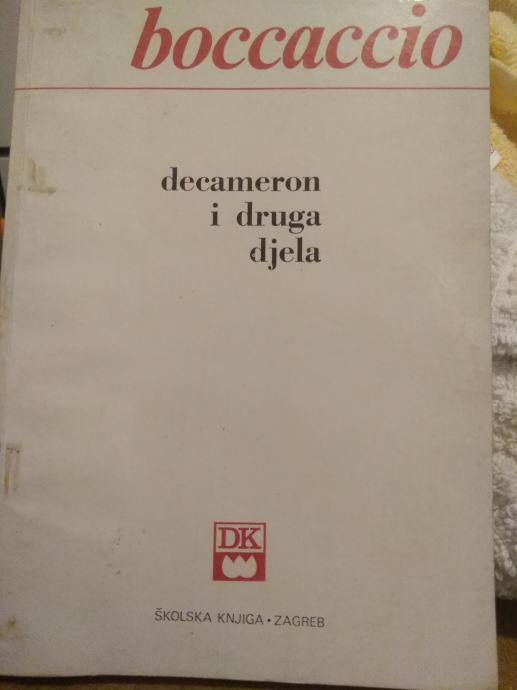 boccaccio
decameron
i druga
djela
DK
ŠKOLSKA KNJIGA • ZAGREB